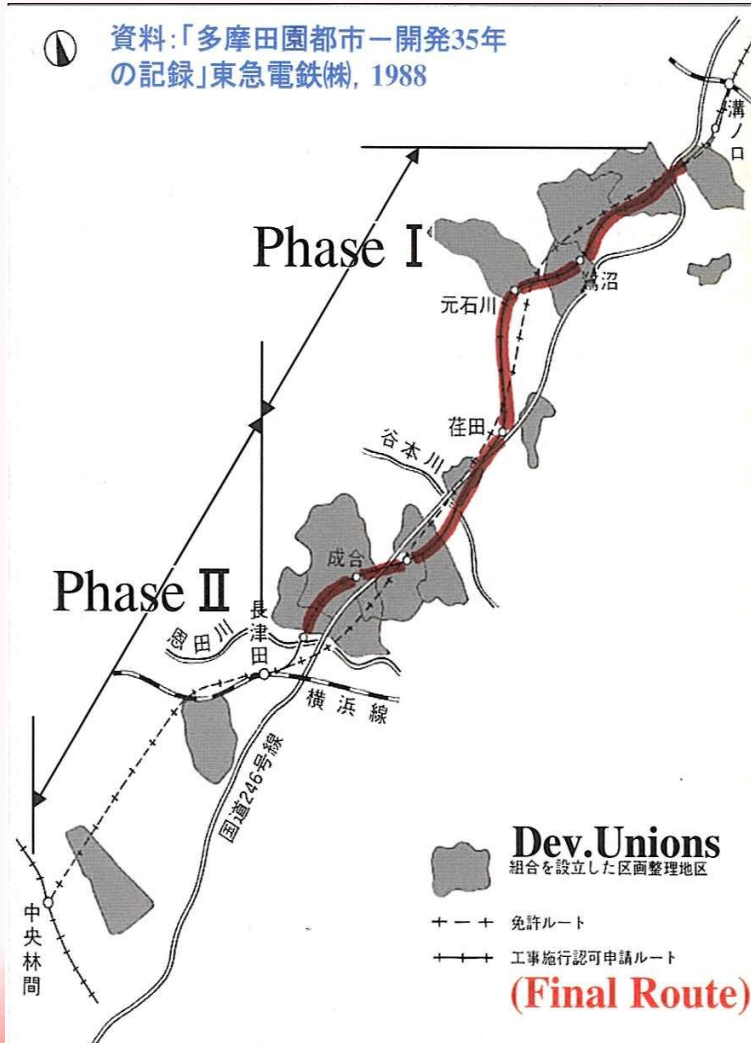 資料:「多摩田園都市ー開発35年
の記録」東急電鉄㈱, 1988
溝ノ口
Phase Ⅰ
鷺沼
元石川
荏田
谷本川
成合
Phase Ⅱ
長津田
恩田川
横浜線
国道246号線
中央林間
Dev.Unions
組合を設立した区画整理地区
免許ルート
工事施行認可申請ルート
(Final Route)